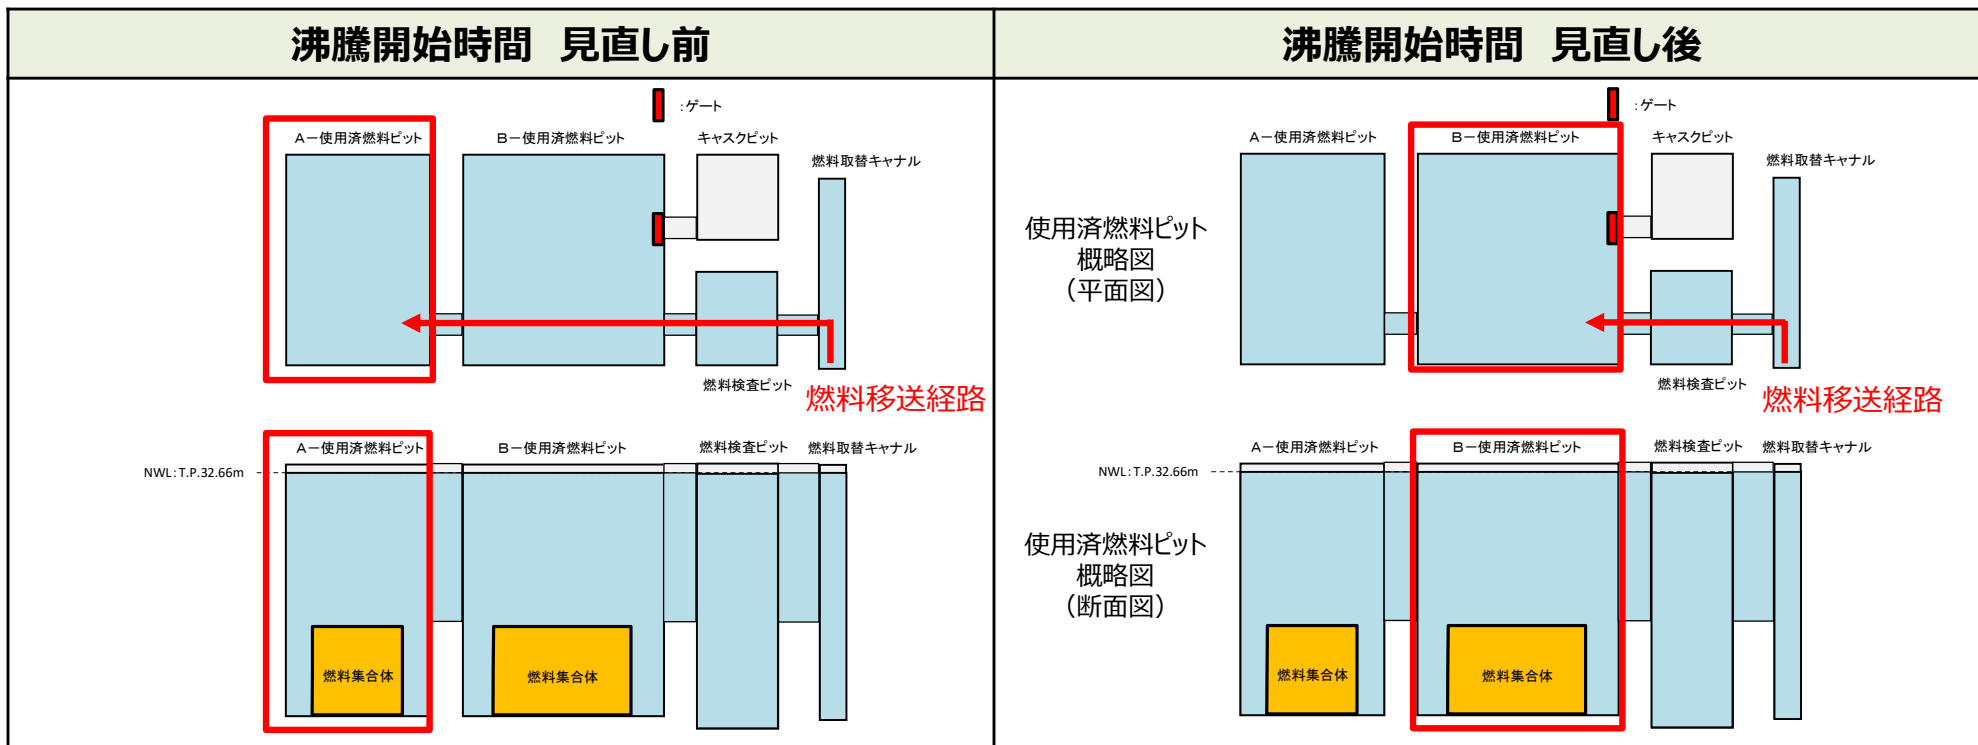 沸騰開始時間　見直し前
：ゲート
A－使用済燃料ピット
B－使用済燃料ピット
キャスクピット
燃料取替キャナル
燃料検査ピット
燃料移送経路
A－使用済燃料ピット
B－使用済燃料ピット
燃料検査ピット
燃料取替キャナル
NWL：T.P.32.66m
燃料集合体
燃料集合体
沸騰開始時間　見直し後
：ゲート
A－使用済燃料ピット
B－使用済燃料ピット
キャスクピット
燃料取替キャナル
使用済燃料ピット
概略図
（平面図）
燃料検査ピット
燃料移送経路
A－使用済燃料ピット
B－使用済燃料ピット
燃料検査ピット
燃料取替キャナル
NWL：T.P.32.66m
使用済燃料ピット
概略図
（断面図）
燃料集合体
燃料集合体